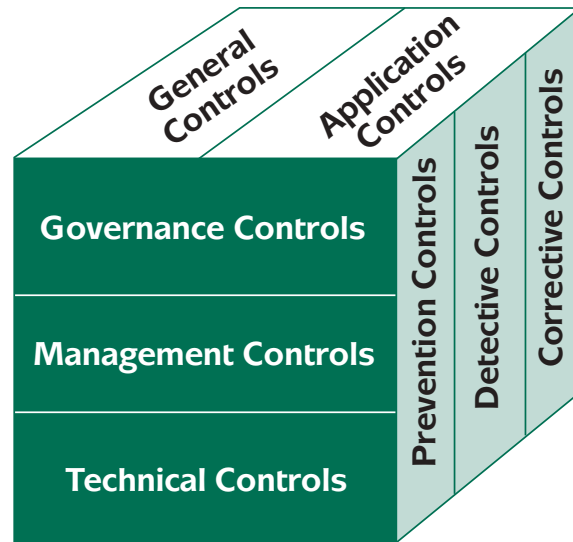 General
Controls
Application
Controls
Governance Controls
Management Controls
Technical Controls
Prevention Controls
Detective Controls
Corrective Controls